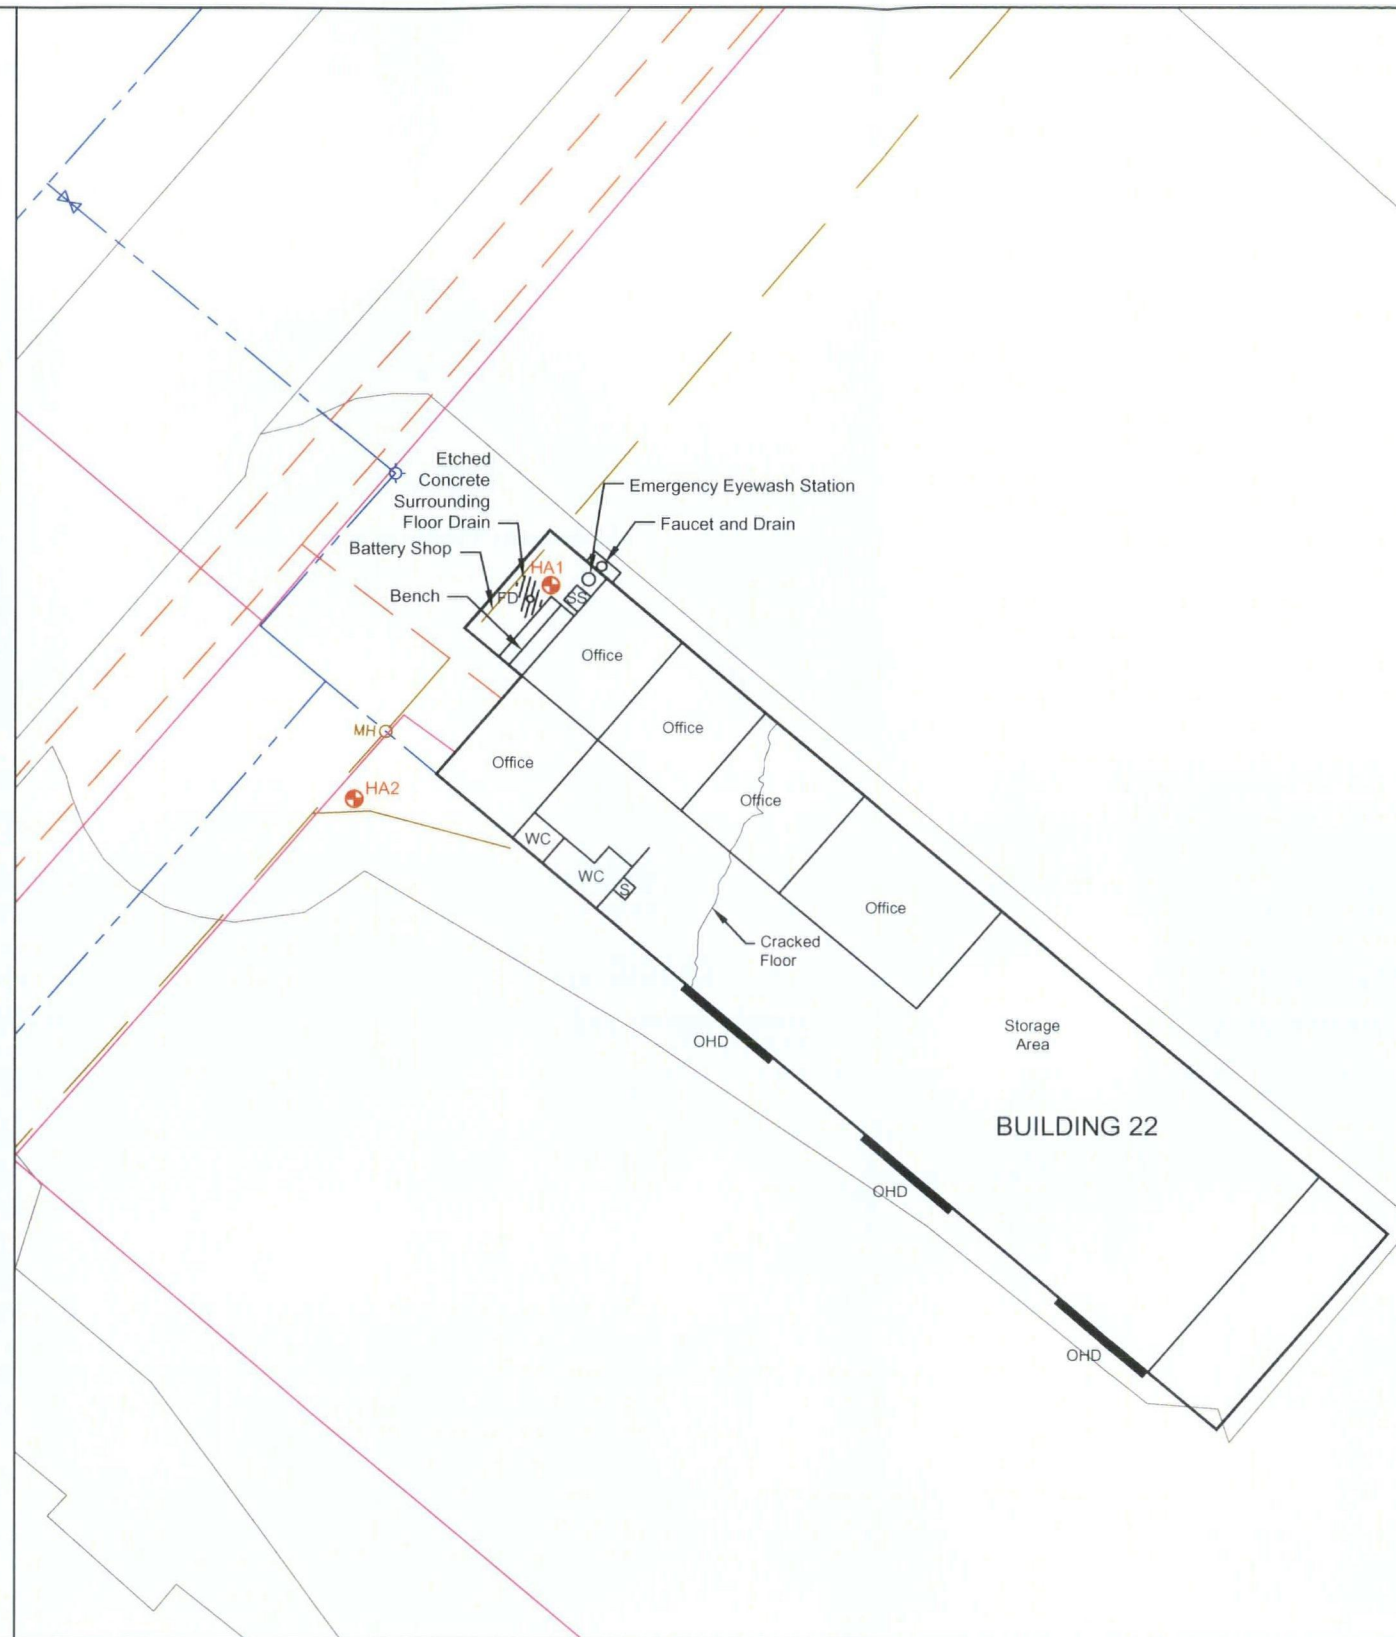 Etched
Concrete
Surrounding
Floor Drain
Emergency Eyewash Station
Faucet and Drain
Battery Shop
HA1
Bench
FD
SS
Office
Office
MH
Office
HA2
Office
WC
WC
S
Office
Cracked
Floor
Storage
Area
OHD
BUILDING 22
OHD
OHD